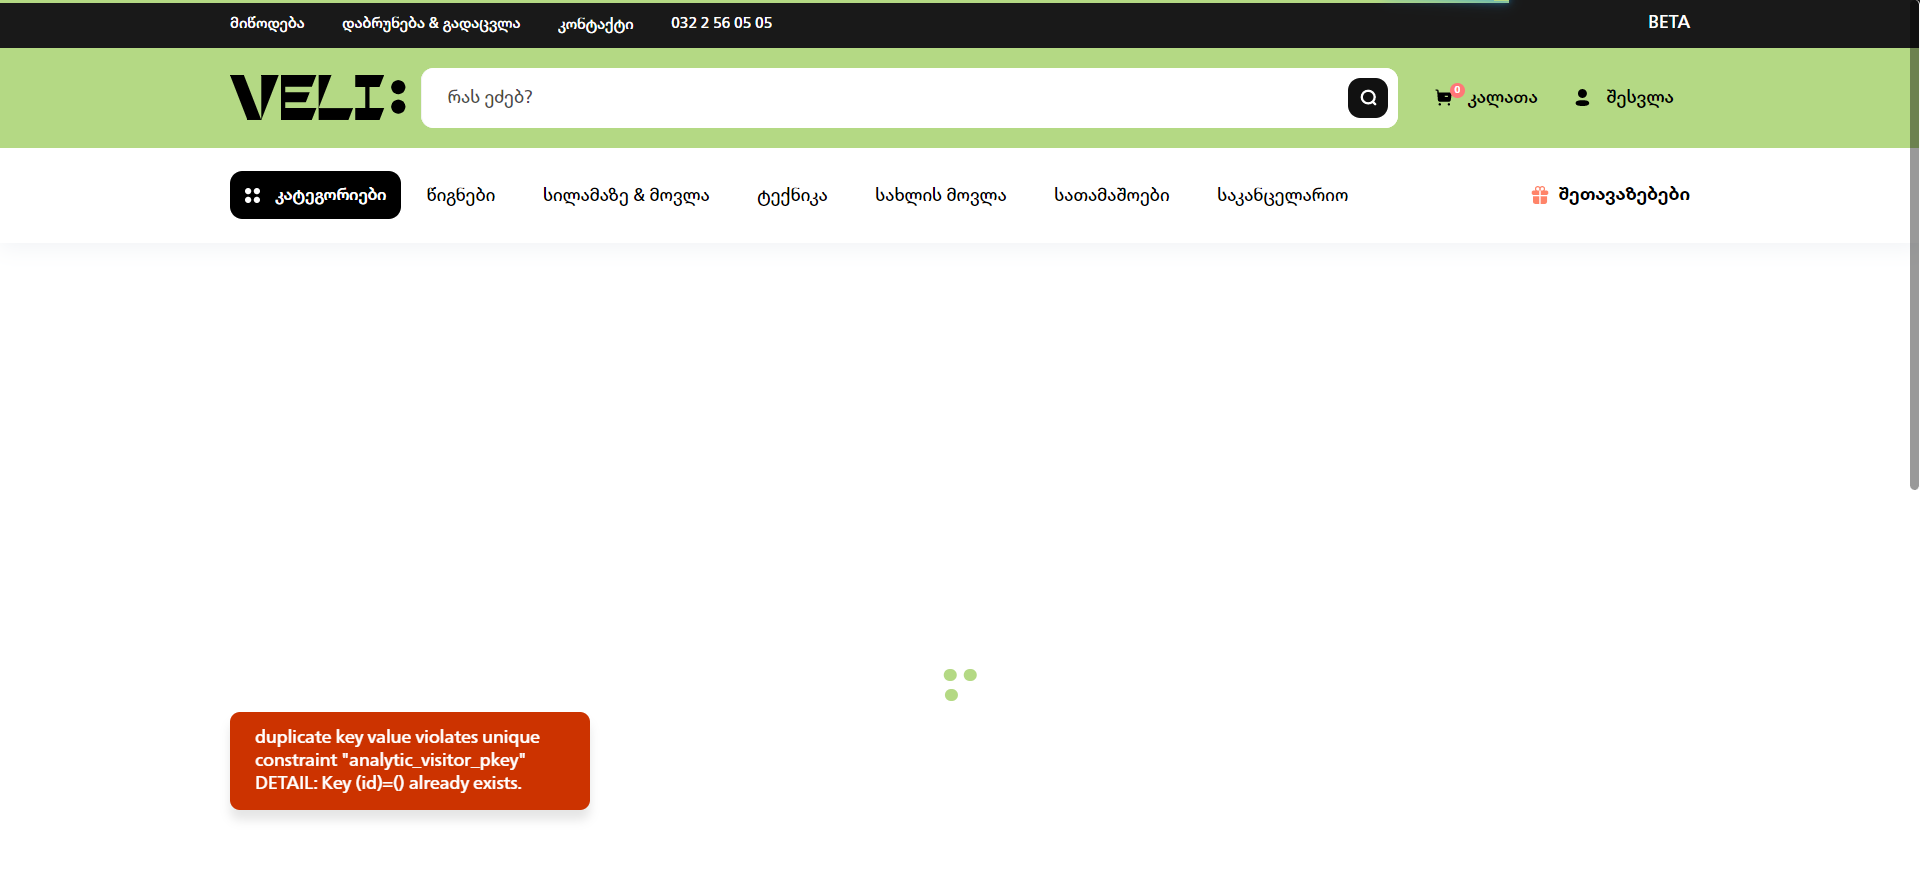 მიწოდება
დაბრუნება & გადაცვლა
კონტაქტი
032 2 56 05 05
BETA
VELI:
რას ეძებ?
0
კალათა
შესვლა
კატეგორიები
წიგნები
სილამაზე & მოვლა
ტექნიკა
სახლის მოვლა
სათამაშოები
საკანცელარიო
შეთავაზებები
duplicate key value violates unique
constraint "analytic_visitor_pkey"
DETAIL: Key (id)=() already exists.